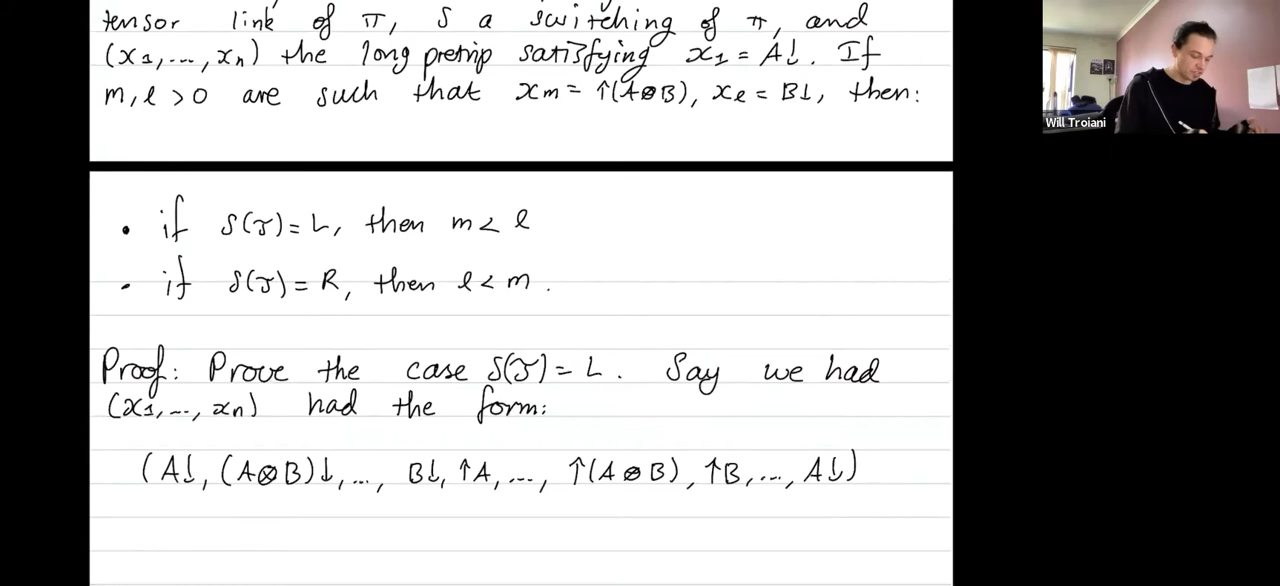 tensor link of π, S a switching of π, and
(x₁,..., xₙ) the long pretrip satisfying x₁ = A↓. If
m, l > 0 are such that xₘ = ↑(A⊗B), xₗ = B↓, then:
• if S(τ) = L, then m < l
• if S(τ) = R, then l < m.
Proof: Prove the case S(τ) = L. Say we had
(x₁,..., xₙ) had the form:
(A↓, (A⊗B)↓,..., B↓, ↑A,..., ↑(A⊗B), ↑B,..., A↓)
Will Troiani